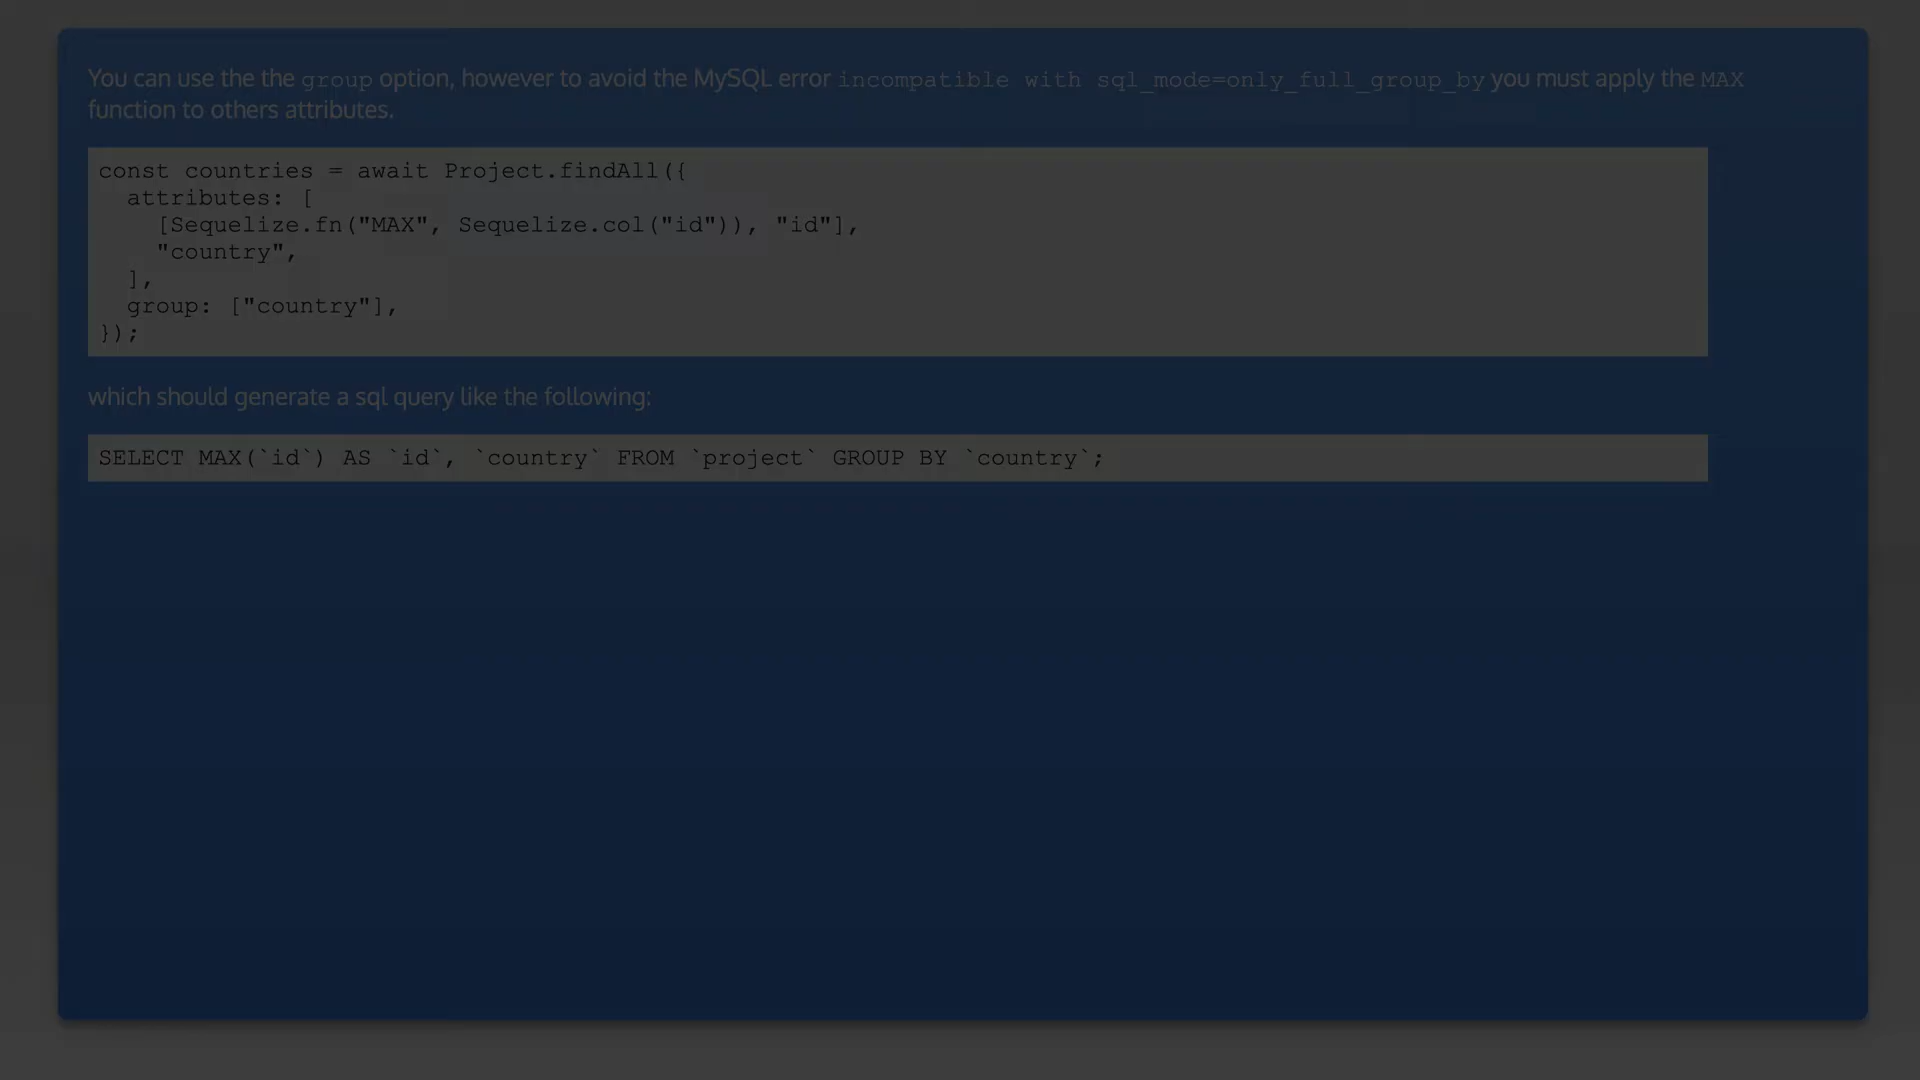 You can use the the group option, however to avoid the MySQL error incompatible with sql_mode=only_full_group_by you must apply the MAX
function to others attributes.
const countries = await Project.findAll({
  attributes: [
    [Sequelize.fn("MAX", Sequelize.col("id")), "id"],
    "country",
  ],
  group: ["country"],
});
which should generate a sql query like the following:
SELECT MAX(`id`) AS `id`, `country` FROM `project` GROUP BY `country`;